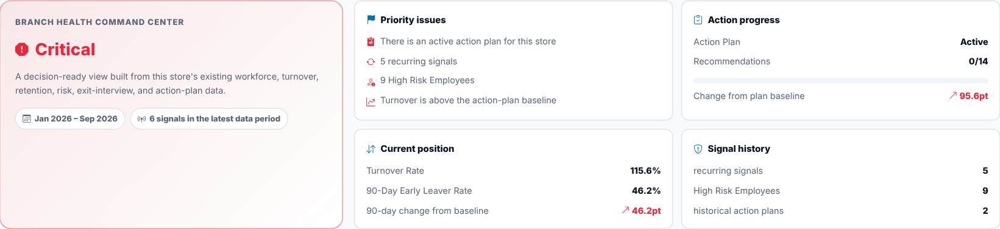 BRANCH HEALTH COMMAND CENTER
Critical
A decision-ready view built from this store's existing workforce, turnover,
retention, risk, exit-interview, and action-plan data.
Jan 2026 – Sep 2026
6 signals in the latest data period
Priority issues
There is an active action plan for this store
5 recurring signals
9 High Risk Employees
Turnover is above the action-plan baseline
Action progress
Action Plan Active
Recommendations 0/14
Change from plan baseline 95.6pt
Current position
Turnover Rate 115.6%
90-Day Early Leaver Rate 46.2%
90-day change from baseline 46.2pt
Signal history
recurring signals 5
High Risk Employees 9
historical action plans 2